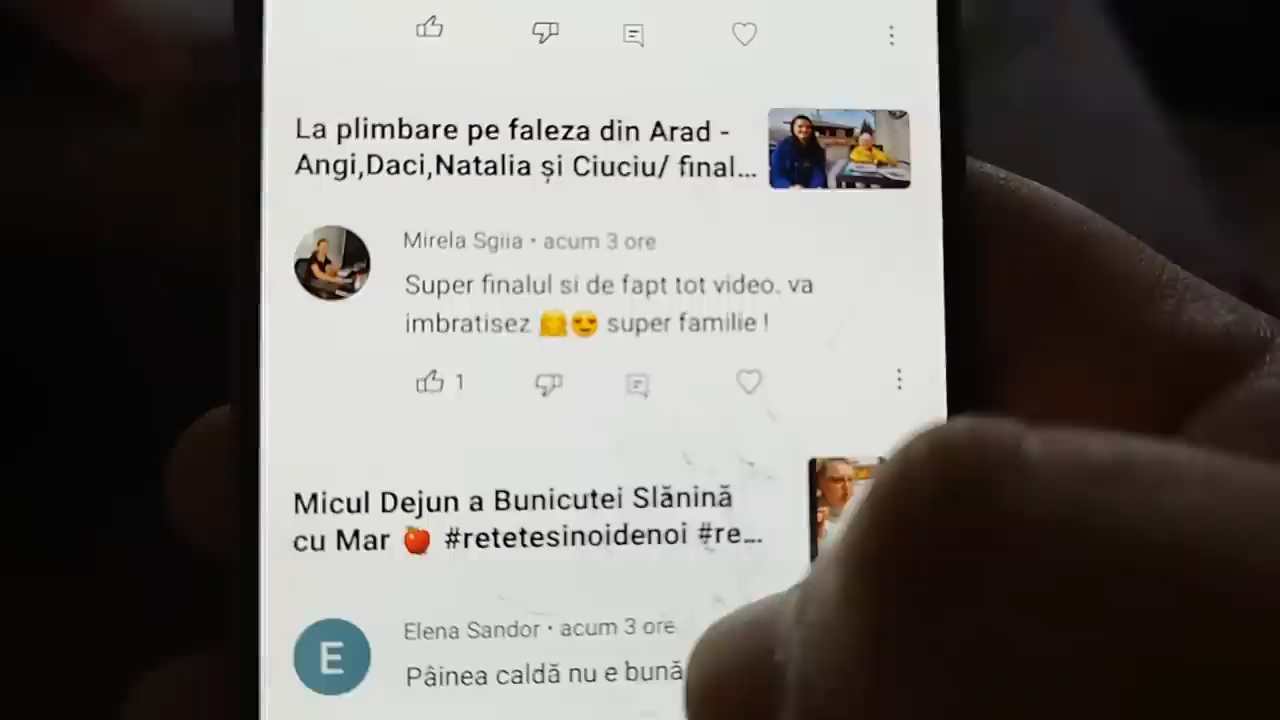 La plimbare pe faleza din Arad -
Angi,Daci,Natalia și Ciuciu/ final...
Mirela Sgiia • acum 3 ore
Super finalul si de fapt tot video. va
imbratisez 🤗😍 super familie !
1
Micul Dejun a Bunicutei Slănină
cu Mar 🍎 #retetesinoidenoi #re...
E
Elena Sandor • acum 3 ore
Pâinea caldă nu e bună